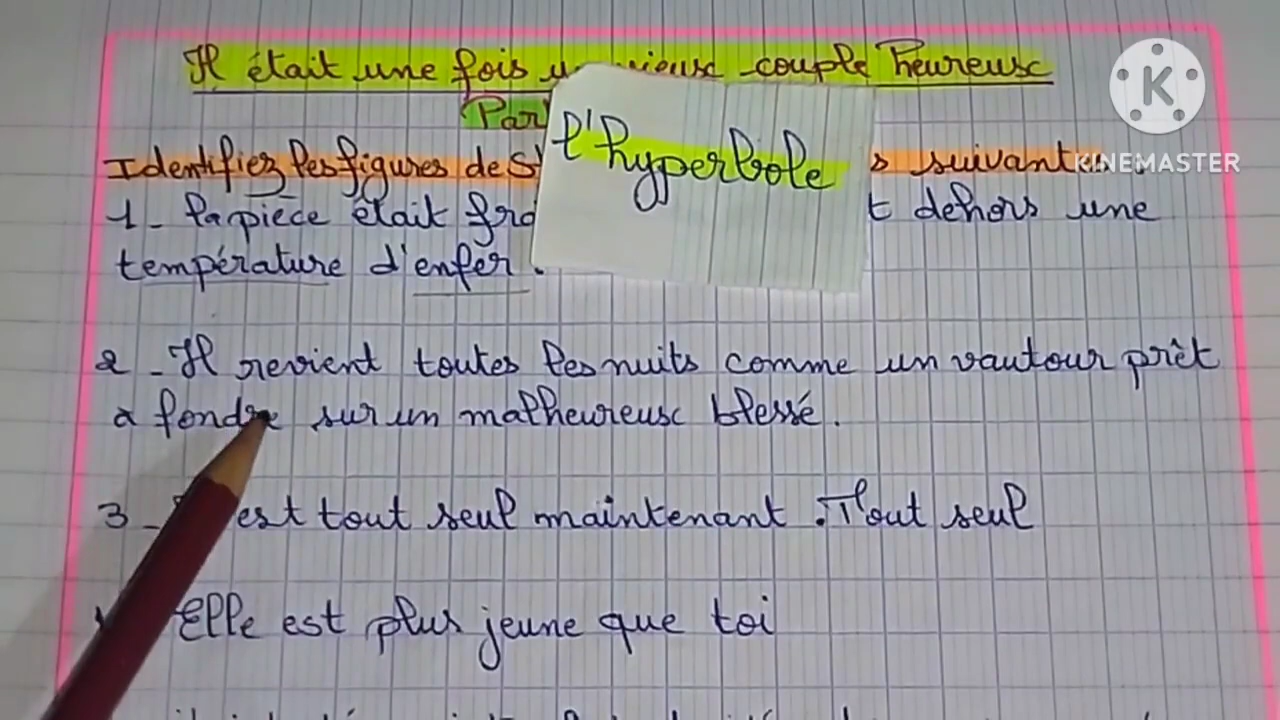 Il était une fois vieux couple heureux
Par
Identifiez les figures de s suivantes
l'hyperbole
1- la pièce était fro t dehors une
température d'enfer.
2- Il revient toutes les nuits comme un vautour prêt
a fondre sur un malheureux blessé.
3- est tout seul maintenant. Tout seul
Elle est plus jeune que toi
K
KINEMASTER